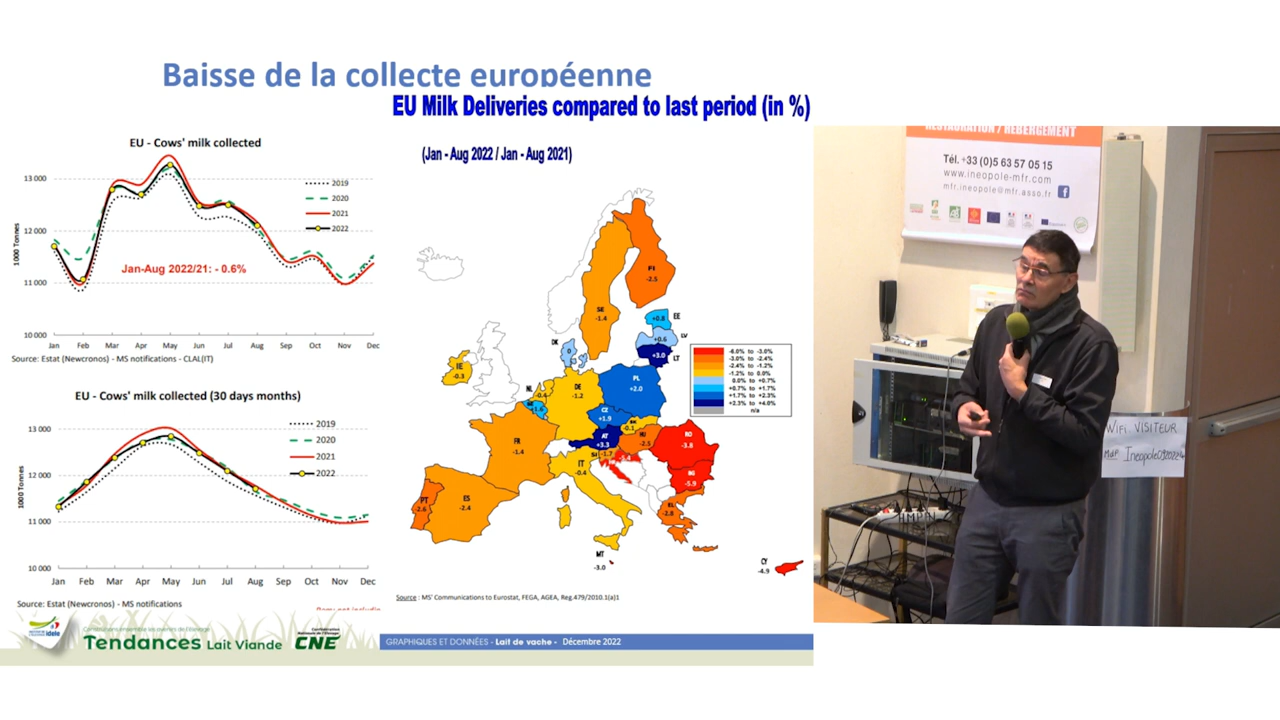 Baisse de la collecte européenne
EU Milk Deliveries compared to last period (in %)
(Jan - Aug 2022 / Jan - Aug 2021)
EU - Cows' milk collected
13 000
12 000
11 000
10 000
1000 Tonnes
2019
2020
2021
2022
Jan-Aug 2022/21: - 0.6%
Jan Feb Mar Apr May Jun Jul Aug Sep Oct Nov Dec
Source: Estat (Newcronos) - MS notifications - CLAL(IT)
EU - Cows' milk collected (30 days months)
13 000
12 000
11 000
10 000
1000 Tonnes
2019
2020
2021
2022
Jan Feb Mar Apr May Jun Jul Aug Sep Oct Nov Dec
Source: Estat (Newcronos) - MS notifications
FI
-2.5
SE
-1.4
EE
+0.8
LV
+0.6
LT
+3.0
DK
0
IE
-0.3
NL
-0.4
+1.6
DE
-1.2
PL
+2.0
CZ
+1.9
-0.1
AT
+3.3
HU
-2.5
SI
-1.7
RO
-3.8
BG
-5.9
FR
-1.4
IT
-0.4
PT
-2.6
ES
-2.4
EL
-2.8
MT
-3.0
CY
-4.9
-6.0% to -3.0%
-3.0% to -2.4%
-2.4% to -1.2%
-1.2% to 0.0%
0.0% to +0.7%
+0.7% to +1.7%
+1.7% to +2.3%
+2.3% to +4.0%
n/a
Source : MS' Communications to Eurostat, FEGA, AGEA, Reg.479/2010.1(a)1
idele
Tendances Lait Viande
CNE
GRAPHIQUES ET DONNÉES - Lait de vache - Décembre 2022
RESTAURATION / HÉBERGEMENT
Tél. +33 (0)5 63 57 05 15
www.ineopole-mfr.com
mfr.ineopole@mfr.asso.fr
WiFi VISITEUR
MdP Ineopole092024